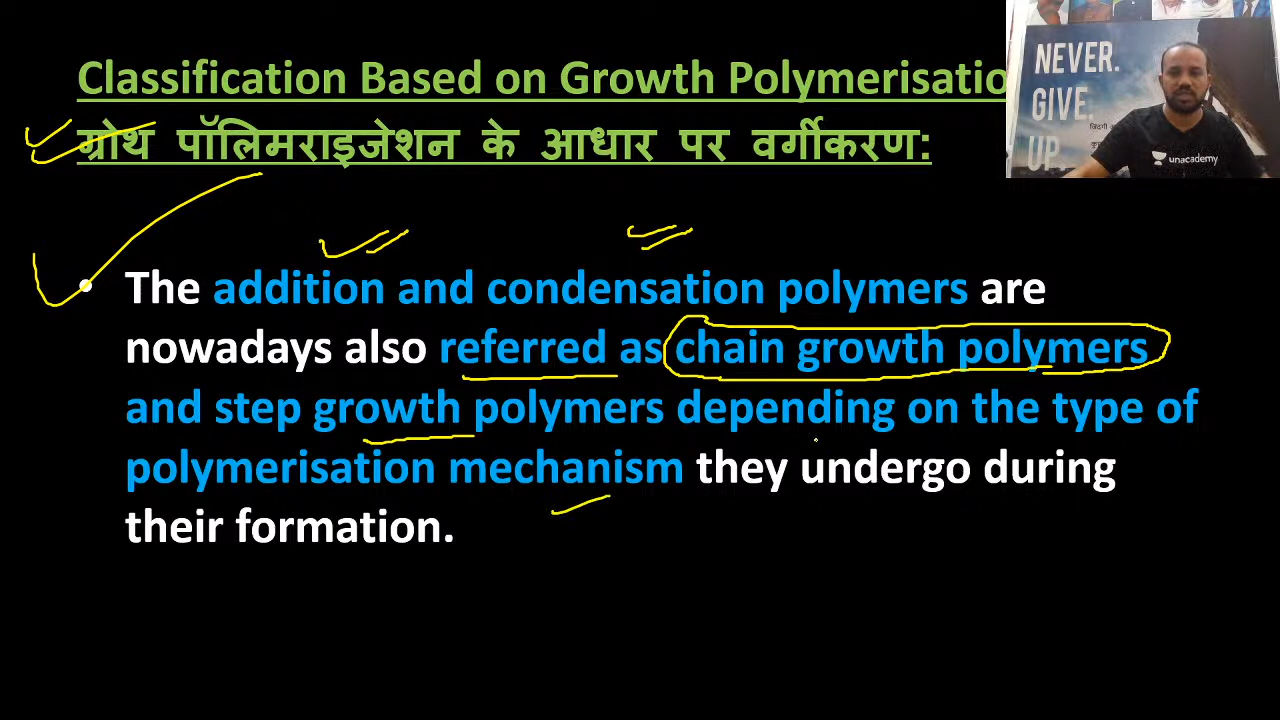 Classification Based on Growth Polymerisatio
ग्रोथ पॉलिमराइजेशन के आधार पर वर्गीकरण:
• The addition and condensation polymers are
nowadays also referred as chain growth polymers
and step growth polymers depending on the type of
polymerisation mechanism they undergo during
their formation.
NEVER.
GIVE.
UP.
unacademy